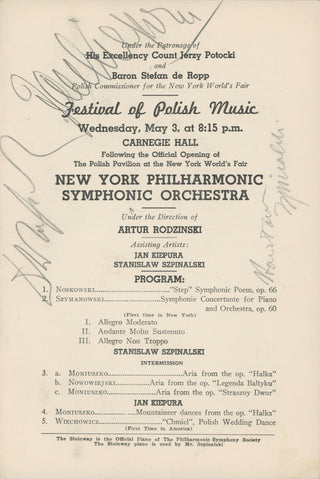 Under the Patronage of
His Excellency Count Jerzy Potocki
and
Baron Stefan de Ropp
Polish Commissioner for the New York World's Fair
Festival of Polish Music
Wednesday, May 3, at 8:15 p.m.
CARNEGIE HALL
Following the Official Opening of
The Polish Pavilion at the New York World's Fair
NEW YORK PHILHARMONIC
SYMPHONIC ORCHESTRA
Under the Direction of
ARTUR RODZINSKI
Assisting Artists:
JAN KIEPURA
STANISLAW SZPINALSKI
PROGRAM:
1. Noskowski "Step" Symphonic Poem, op. 66
2. Szymanowski Symphonie Concertante for Piano
and Orchestra, op. 60
(First time in New York)
I. Allegro Moderato
II. Andante Molto Sustenuto
III. Allegro Non Troppo
STANISLAW SZPINALSKI
INTERMISSION
3. a. Moniuszko Aria from the op. "Halka"
b. Nowowiejski Aria from the op. "Legenda Baltyku"
c. Moniuszko Aria from the op. "Straszny Dwor"
JAN KIEPURA
4. Moniuszko Mountaineer dances from the op. "Halka"
5. Wiechowicz "Chmiel", Polish Wedding Dance
(First Time in America)
The Steinway is the Official Piano of The Philharmonic Symphony Society
The Steinway piano is used by Mr. Szpinalski